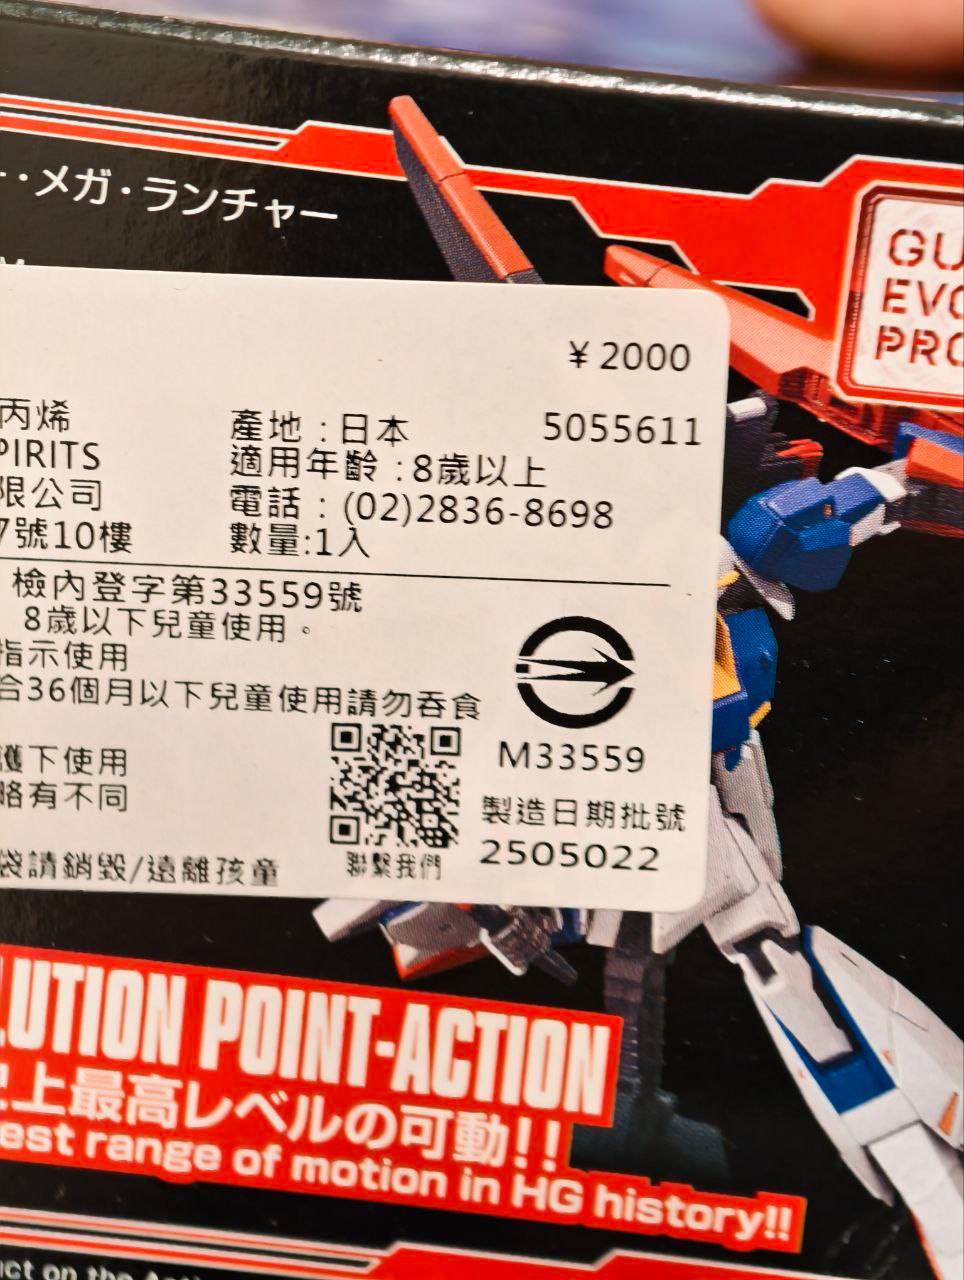 メガ・ランチャー
GU
EVO
PRO
¥2000
丙烯
產地:日本
5055611
PIRITS
適用年齡:8歲以上
限公司
電話:(02)2836-8698
7號10樓
數量:1入
檢內登字第33559號
8歲以下兒童使用。
指示使用
合36個月以下兒童使用請勿吞食
M33559
護下使用
略有不同
製造日期批號
2505022
袋請銷毀/遠離孩童
聯繫我們
LUTION POINT-ACTION
史上最高レベルの可動!!
est range of motion in HG history!!
uct on the